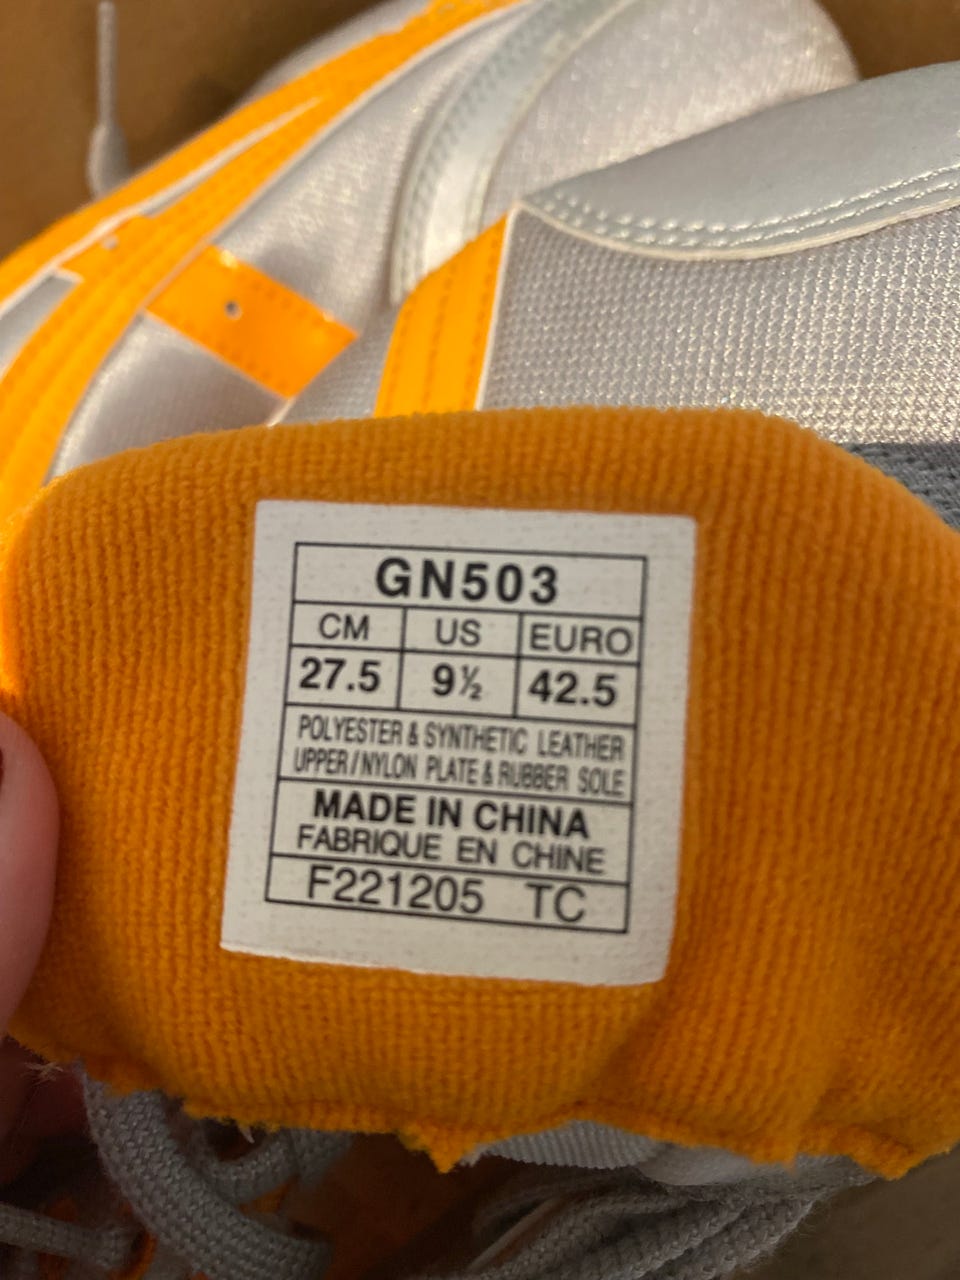 GN503
CM US EURO
27.5 9½ 42.5
POLYESTER & SYNTHETIC LEATHER
UPPER/NYLON PLATE & RUBBER SOLE
MADE IN CHINA
FABRIQUE EN CHINE
F221205 TC